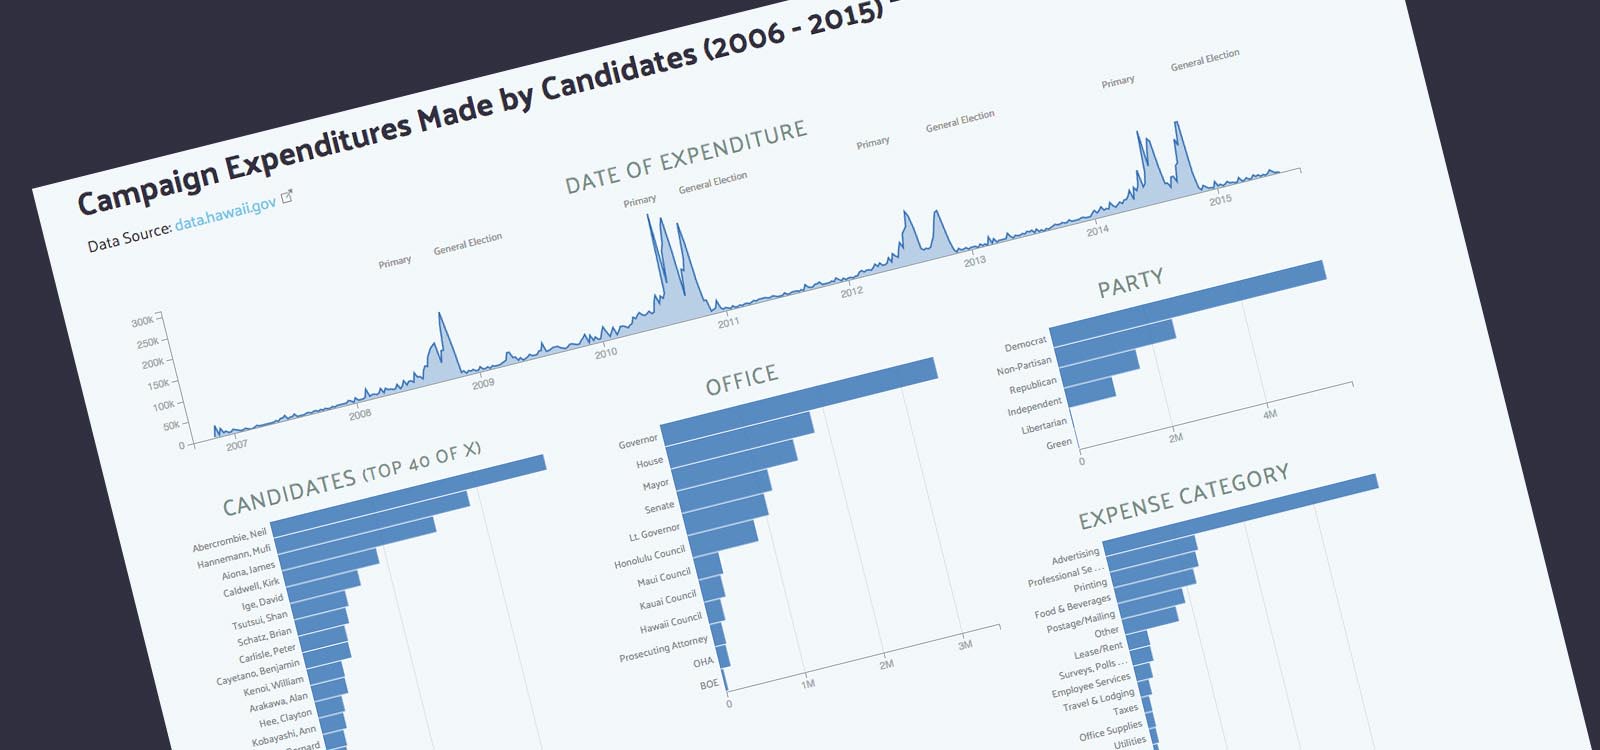 Campaign Expenditures Made by Candidates (2006 - 2015)
Data Source: data.hawaii.gov
DATE OF EXPENDITURE
Primary
General Election
Primary
General Election
Primary
General Election
Primary
General Election
300k
250k
200k
150k
100k
50k
0
2007
2008
2009
2010
2011
2012
2013
2014
2015
CANDIDATES (TOP 40 OF X)
Abercrombie, Neil
Hannemann, Mufi
Aiona, James
Caldwell, Kirk
Ige, David
Tsutsui, Shan
Schatz, Brian
Carlisle, Peter
Cayetano, Benjamin
Kenoi, William
Arakawa, Alan
Hee, Clayton
Kobayashi, Ann
OFFICE
Governor
House
Mayor
Senate
Lt. Governor
Honolulu Council
Maui Council
Kauai Council
Hawaii Council
Prosecuting Attorney
OHA
BOE
0
1M
2M
3M
PARTY
Democrat
Non-Partisan
Republican
Independent
Libertarian
Green
0
2M
4M
EXPENSE CATEGORY
Advertising
Professional Se ...
Printing
Food & Beverages
Postage/Mailing
Other
Lease/Rent
Surveys, Polls ...
Employee Services
Travel & Lodging
Taxes
Office Supplies
Utilities